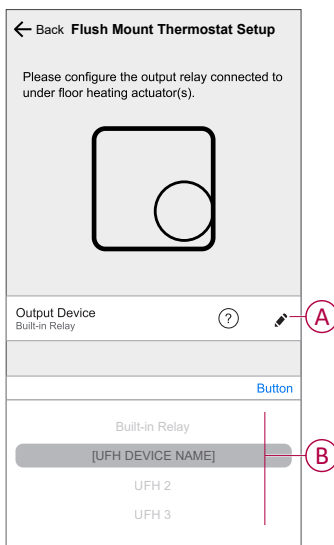 Back Flush Mount Thermostat Setup
Please configure the output relay connected to
under floor heating actuator(s).
Output Device
Built-in Relay
?
A
Button
Built-in Relay
[UFH DEVICE NAME]
B
UFH 2
UFH 3